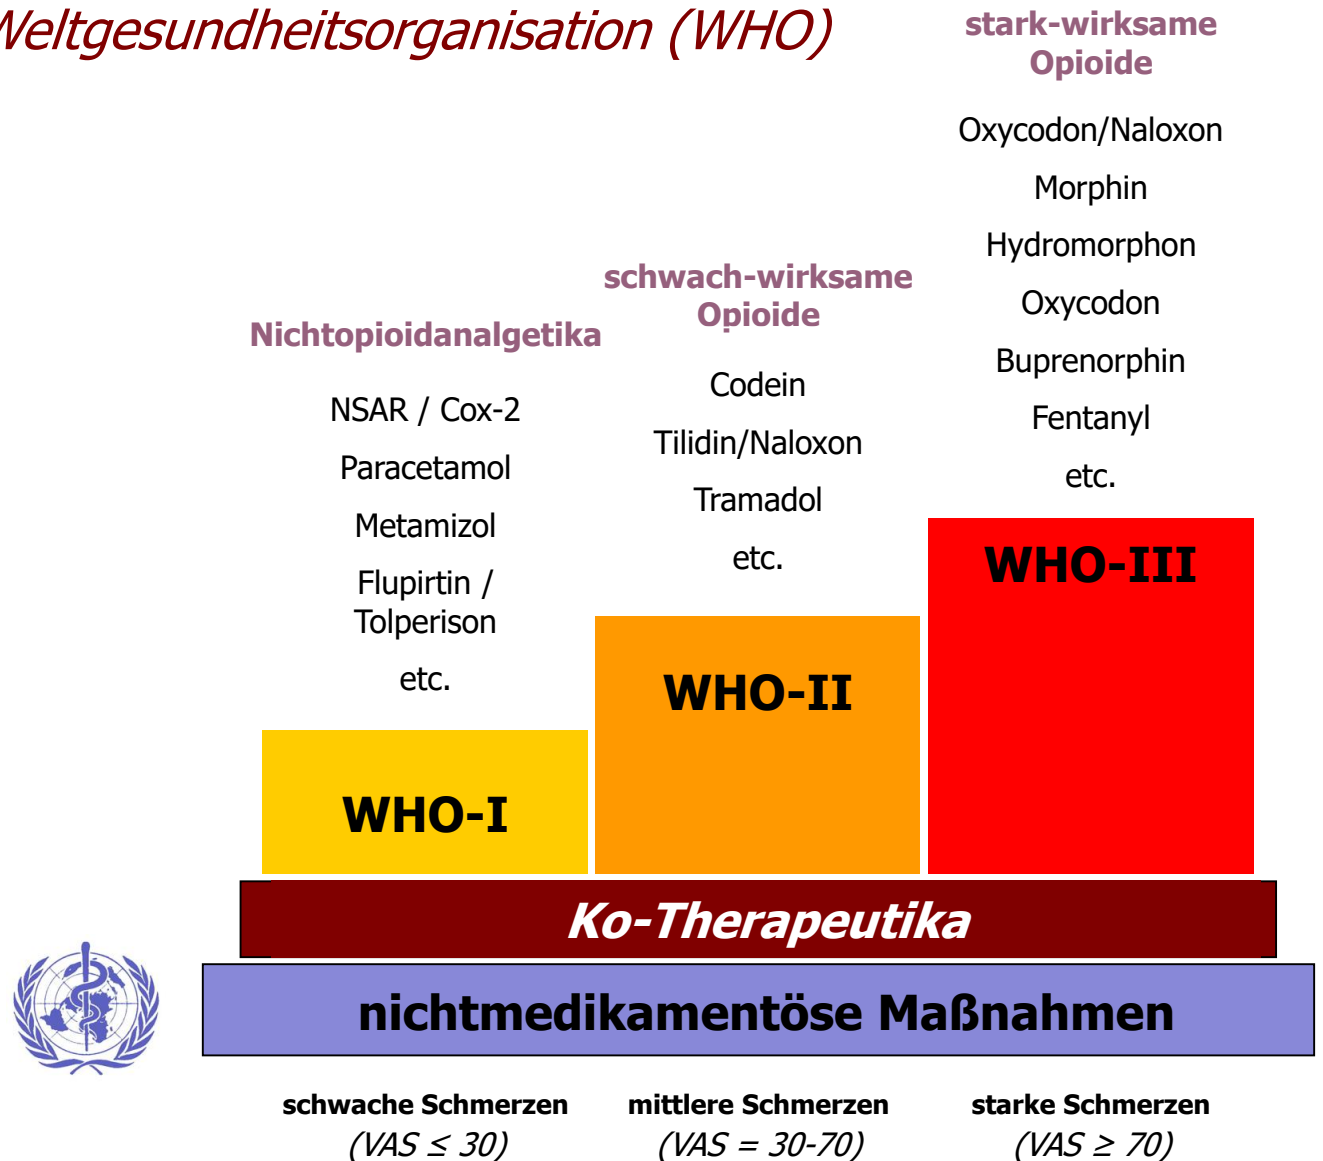 Weltgesundheitsorganisation (WHO)
stark-wirksame
Opioide
Oxycodon/Naloxon
Morphin
Hydromorphon
Oxycodon
Buprenorphin
Fentanyl
etc.
schwach-wirksame
Opioide
Codein
Tilidin/Naloxon
Tramadol
etc.
Nichtopioidanalgetika
NSAR / Cox-2
Paracetamol
Metamizol
Flupirtin /
Tolperison
etc.
WHO-I
WHO-II
WHO-III
Ko-Therapeutika
nichtmedikamentöse Maßnahmen
schwache Schmerzen
(VAS ≤ 30)
mittlere Schmerzen
(VAS = 30-70)
starke Schmerzen
(VAS ≥ 70)